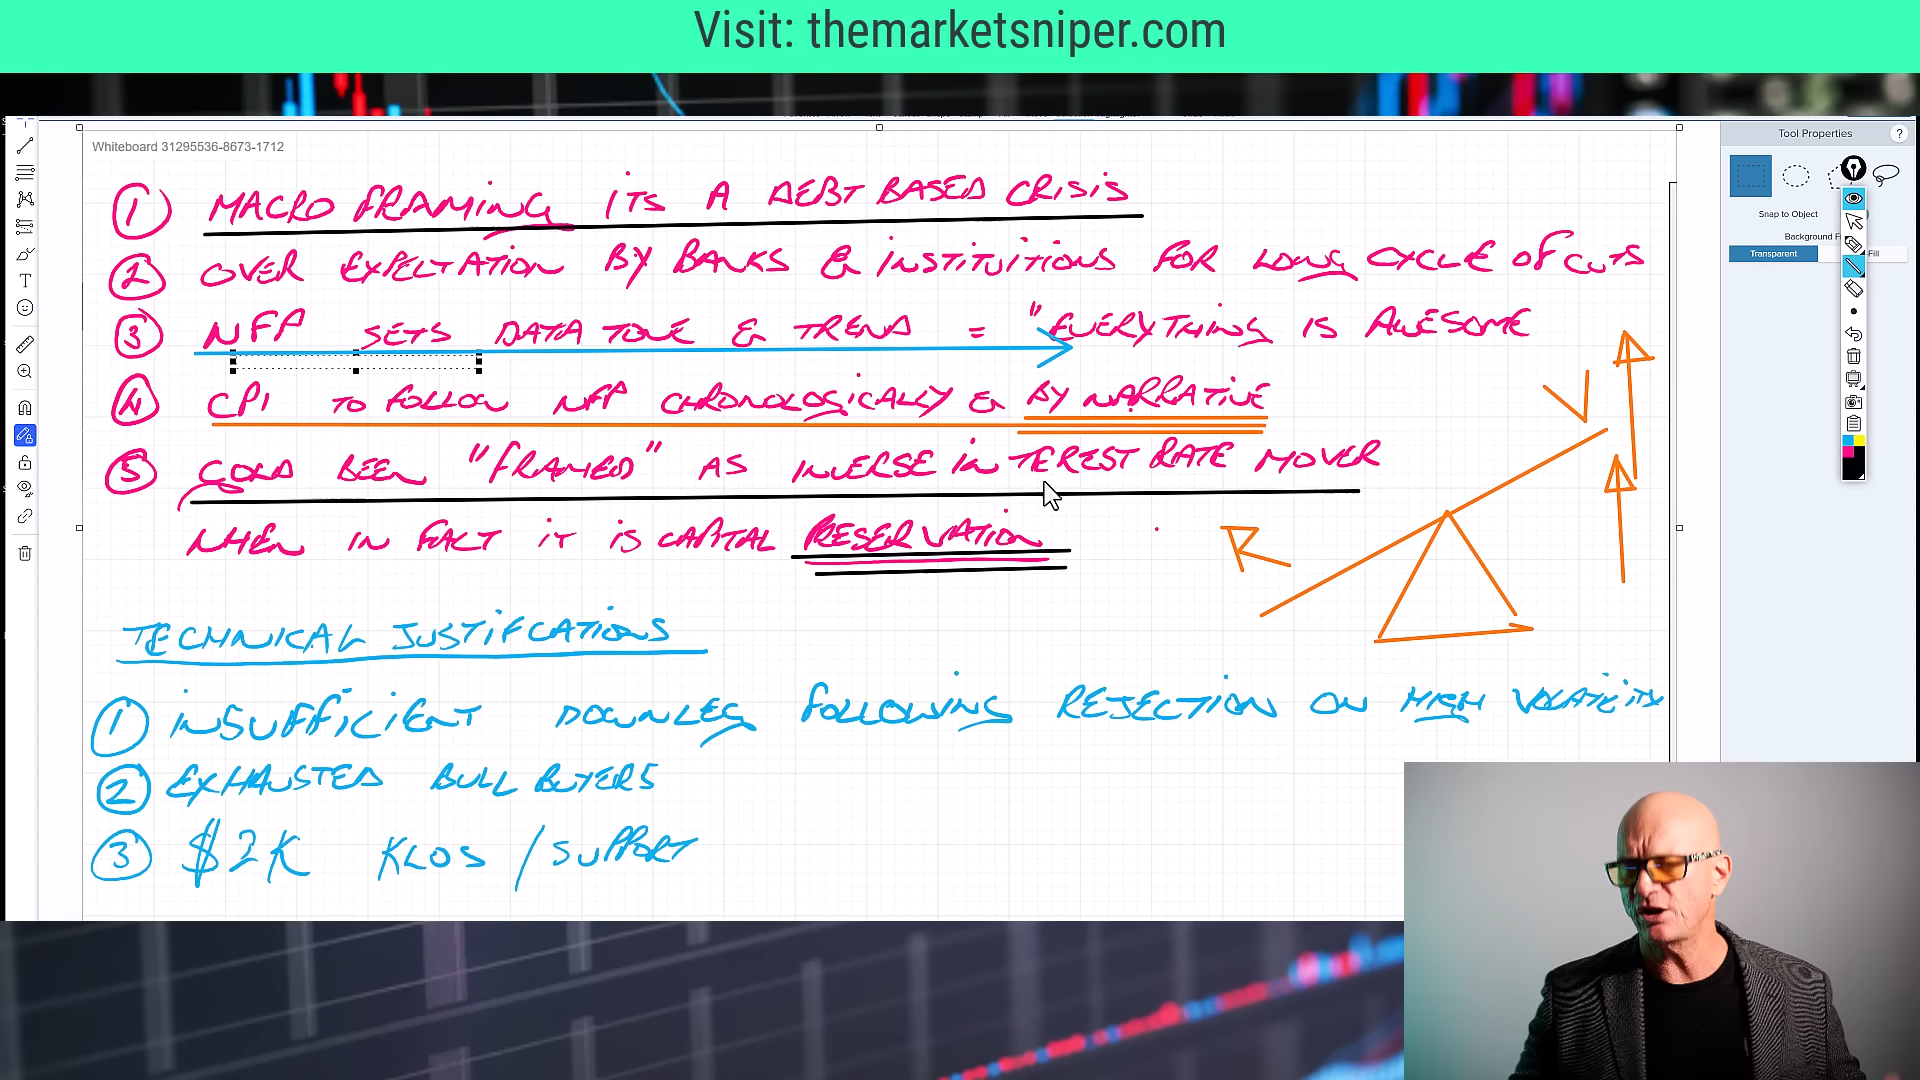 Visit: themarketsniper.com
Whiteboard 31295536-8673-1712
Tool Properties
?
Snap to Object
Transparent
Fill
① MACRO FRAMING ITS A DEBT BASED CRISIS
② OVER EXPECTATION BY BANKS & INSTITUITIONS FOR LONG CYCLE OF CUTS
③ NFP SETS DATA TONE & TREND = "EVERYTHING IS AWESOME
④ CPI TO FOLLOW NFP CHRONOLOGICALLY & BY NARRATIVE
⑤ GOLD BEEN "FRAMED" AS INVERSE INTEREST RATE MOVER
WHEN IN FACT IT IS CAPITAL PRESERVATION
TECHNICAL JUSTIFCATIONS
① INSUFFICIENT DOWNLEG FOLLOWING REJECTION ON HIGH VOLATILITY
② EXHAUSTED BULL BUYERS
③ $2K KLOS / SUPPORT